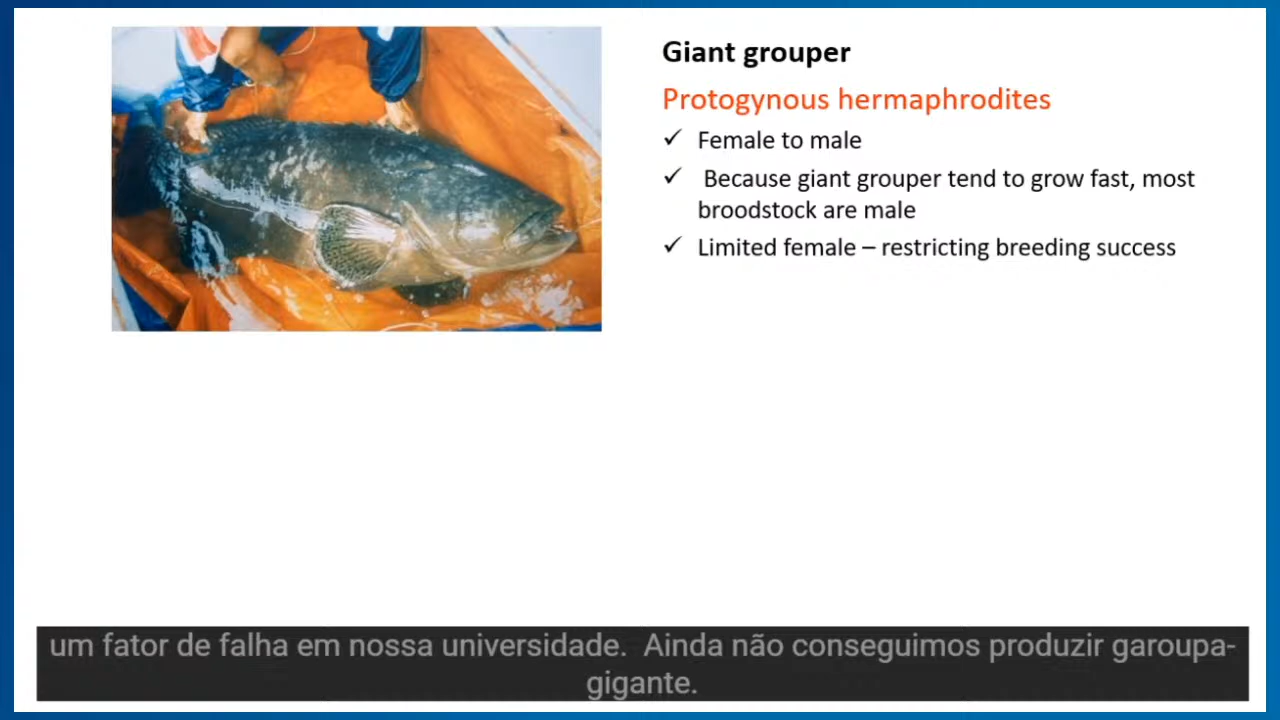 Giant grouper
Protogynous hermaphrodites
✓ Female to male
✓ Because giant grouper tend to grow fast, most
broodstock are male
✓ Limited female – restricting breeding success
um fator de falha em nossa universidade. Ainda não conseguimos produzir garoupa-
gigante.